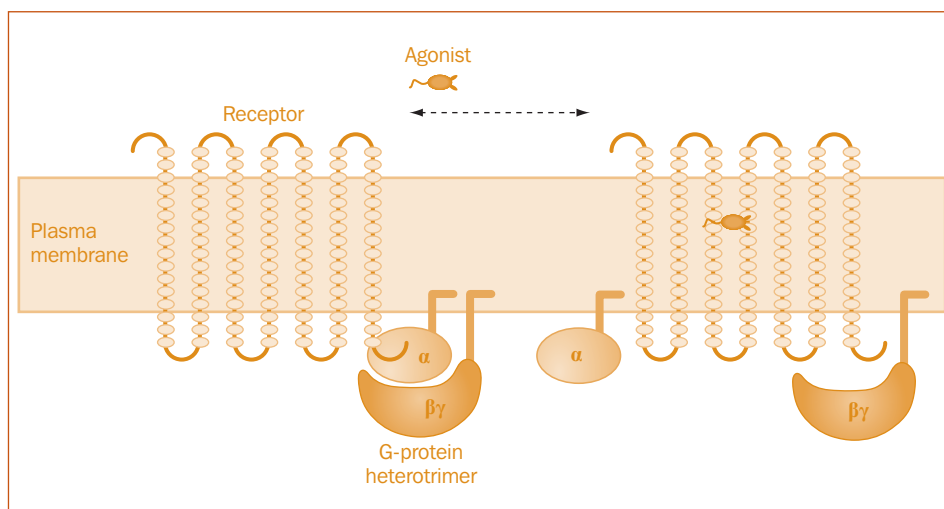 Agonist
Receptor
Plasma
membrane
α
α
βγ
βγ
G-protein
heterotrimer